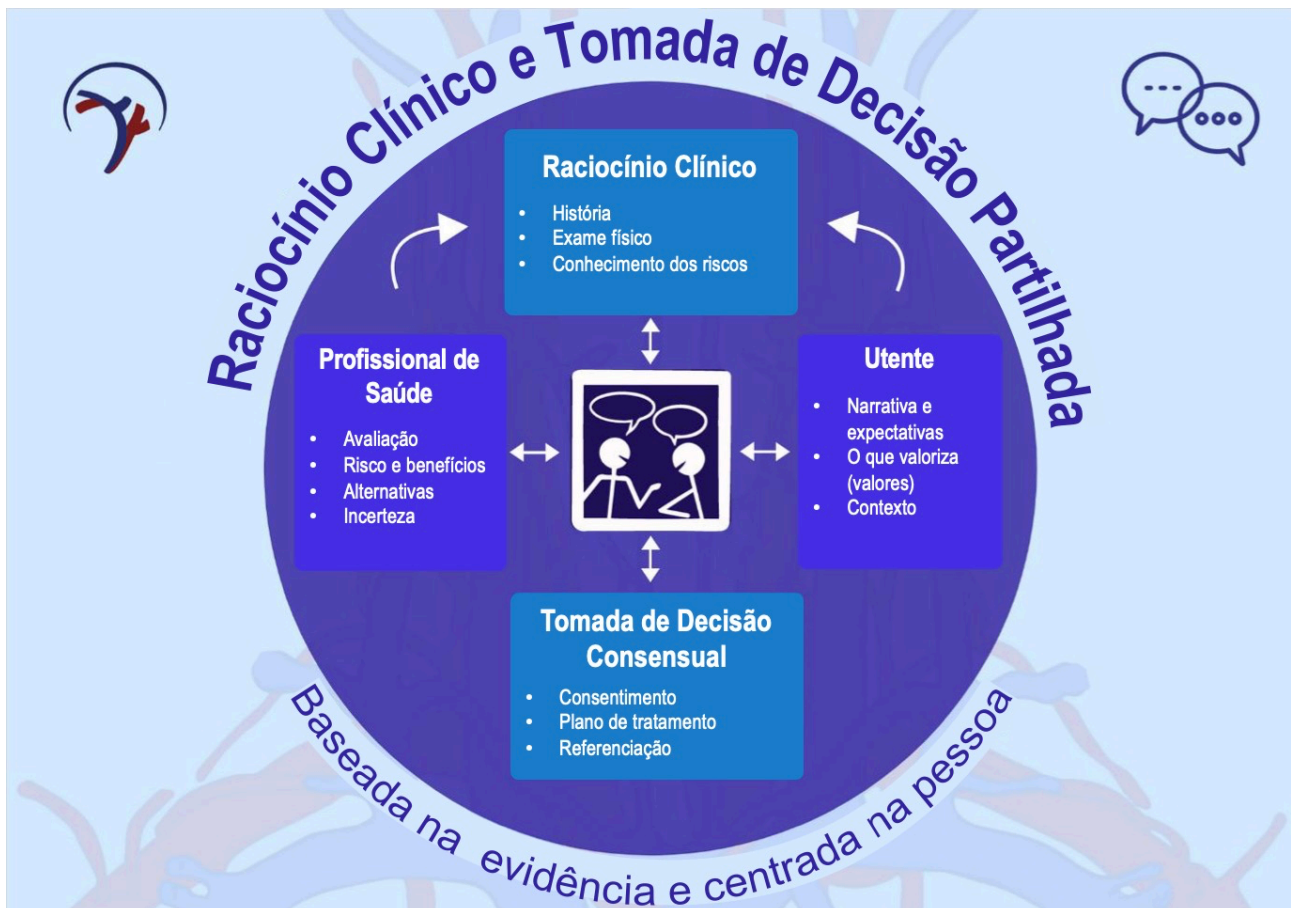 Raciocínio Clínico e Tomada de Decisão Partilhada
Raciocínio Clínico
• História
• Exame físico
• Conhecimento dos riscos
Profissional de
Saúde
• Avaliação
• Risco e benefícios
• Alternativas
• Incerteza
Utente
• Narrativa e
expectativas
• O que valoriza
(valores)
• Contexto
Tomada de Decisão
Consensual
• Consentimento
• Plano de tratamento
• Referenciação
Baseada na evidência e centrada na pessoa